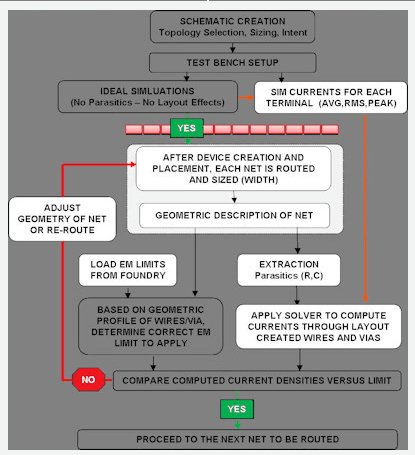 SCHEMATIC CREATION
Topology Selection, Sizing, Intent
TEST BENCH SETUP
IDEAL SIMLUATIONS
(No Parasitics – No Layout Effects)
SIM CURRENTS FOR EACH
TERMINAL (AVG,RMS,PEAK)
YES
AFTER DEVICE CREATION AND
PLACEMENT, EACH NET IS ROUTED
AND SIZED (WIDTH)
ADJUST
GEOMETRY OF NET
OR RE-ROUTE
GEOMETRIC DESCRIPTION OF NET
LOAD EM LIMITS
FROM FOUNDRY
EXTRACTION
Parasitics (R,C)
BASED ON GEOMETRIC
PROFILE OF WIRES/VIA,
DETERMINE CORRECT EM
LIMIT TO APPLY
APPLY SOLVER TO COMPUTE
CURRENTS THROUGH LAYOUT
CREATED WIRES AND VIAS
NO
COMPARE COMPUTED CURRENT DENSITIES VERSUS LIMIT
YES
PROCEED TO THE NEXT NET TO BE ROUTED